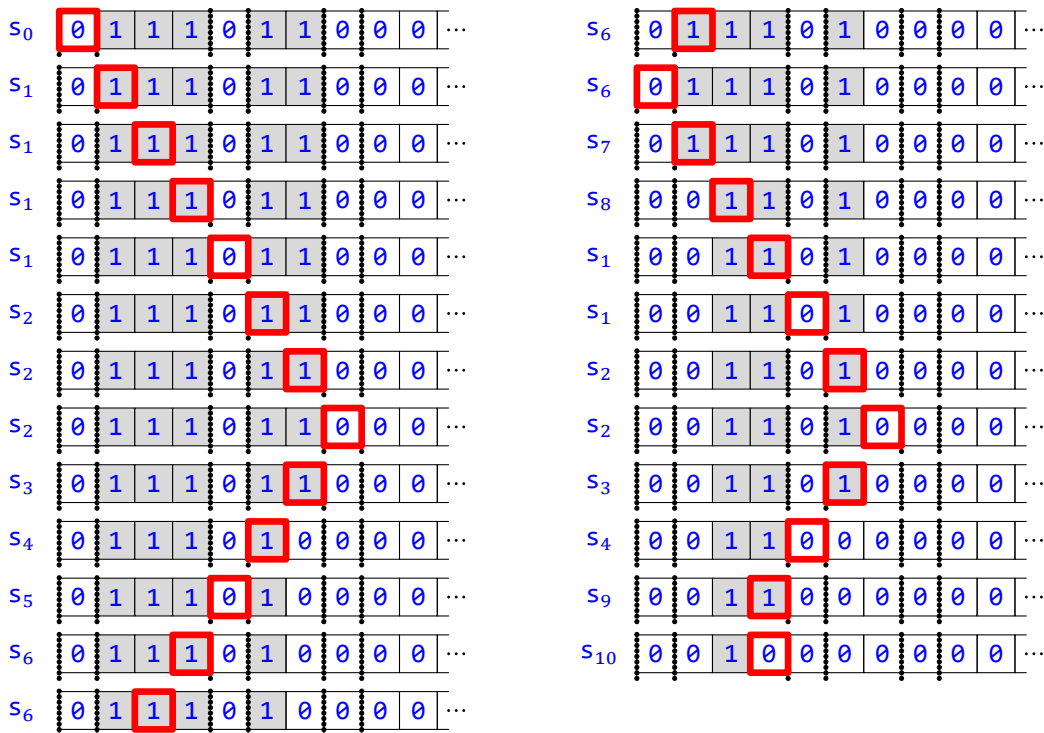 s0 0 1 1 1 0 1 1 0 0 0 ⋯
s1 0 1 1 1 0 1 1 0 0 0 ⋯
s1 0 1 1 1 0 1 1 0 0 0 ⋯
s1 0 1 1 1 0 1 1 0 0 0 ⋯
s1 0 1 1 1 0 1 1 0 0 0 ⋯
s2 0 1 1 1 0 1 1 0 0 0 ⋯
s2 0 1 1 1 0 1 1 0 0 0 ⋯
s2 0 1 1 1 0 1 1 0 0 0 ⋯
s3 0 1 1 1 0 1 1 0 0 0 ⋯
s4 0 1 1 1 0 1 0 0 0 0 ⋯
s5 0 1 1 1 0 1 0 0 0 0 ⋯
s6 0 1 1 1 0 1 0 0 0 0 ⋯
s6 0 1 1 1 0 1 0 0 0 0 ⋯
s6 0 1 1 1 0 1 0 0 0 0 ⋯
s6 0 1 1 1 0 1 0 0 0 0 ⋯
s7 0 1 1 1 0 1 0 0 0 0 ⋯
s8 0 0 1 1 0 1 0 0 0 0 ⋯
s1 0 0 1 1 0 1 0 0 0 0 ⋯
s1 0 0 1 1 0 1 0 0 0 0 ⋯
s2 0 0 1 1 0 1 0 0 0 0 ⋯
s2 0 0 1 1 0 1 0 0 0 0 ⋯
s3 0 0 1 1 0 1 0 0 0 0 ⋯
s4 0 0 1 1 0 0 0 0 0 0 ⋯
s9 0 0 1 1 0 0 0 0 0 0 ⋯
s10 0 0 1 0 0 0 0 0 0 0 ⋯